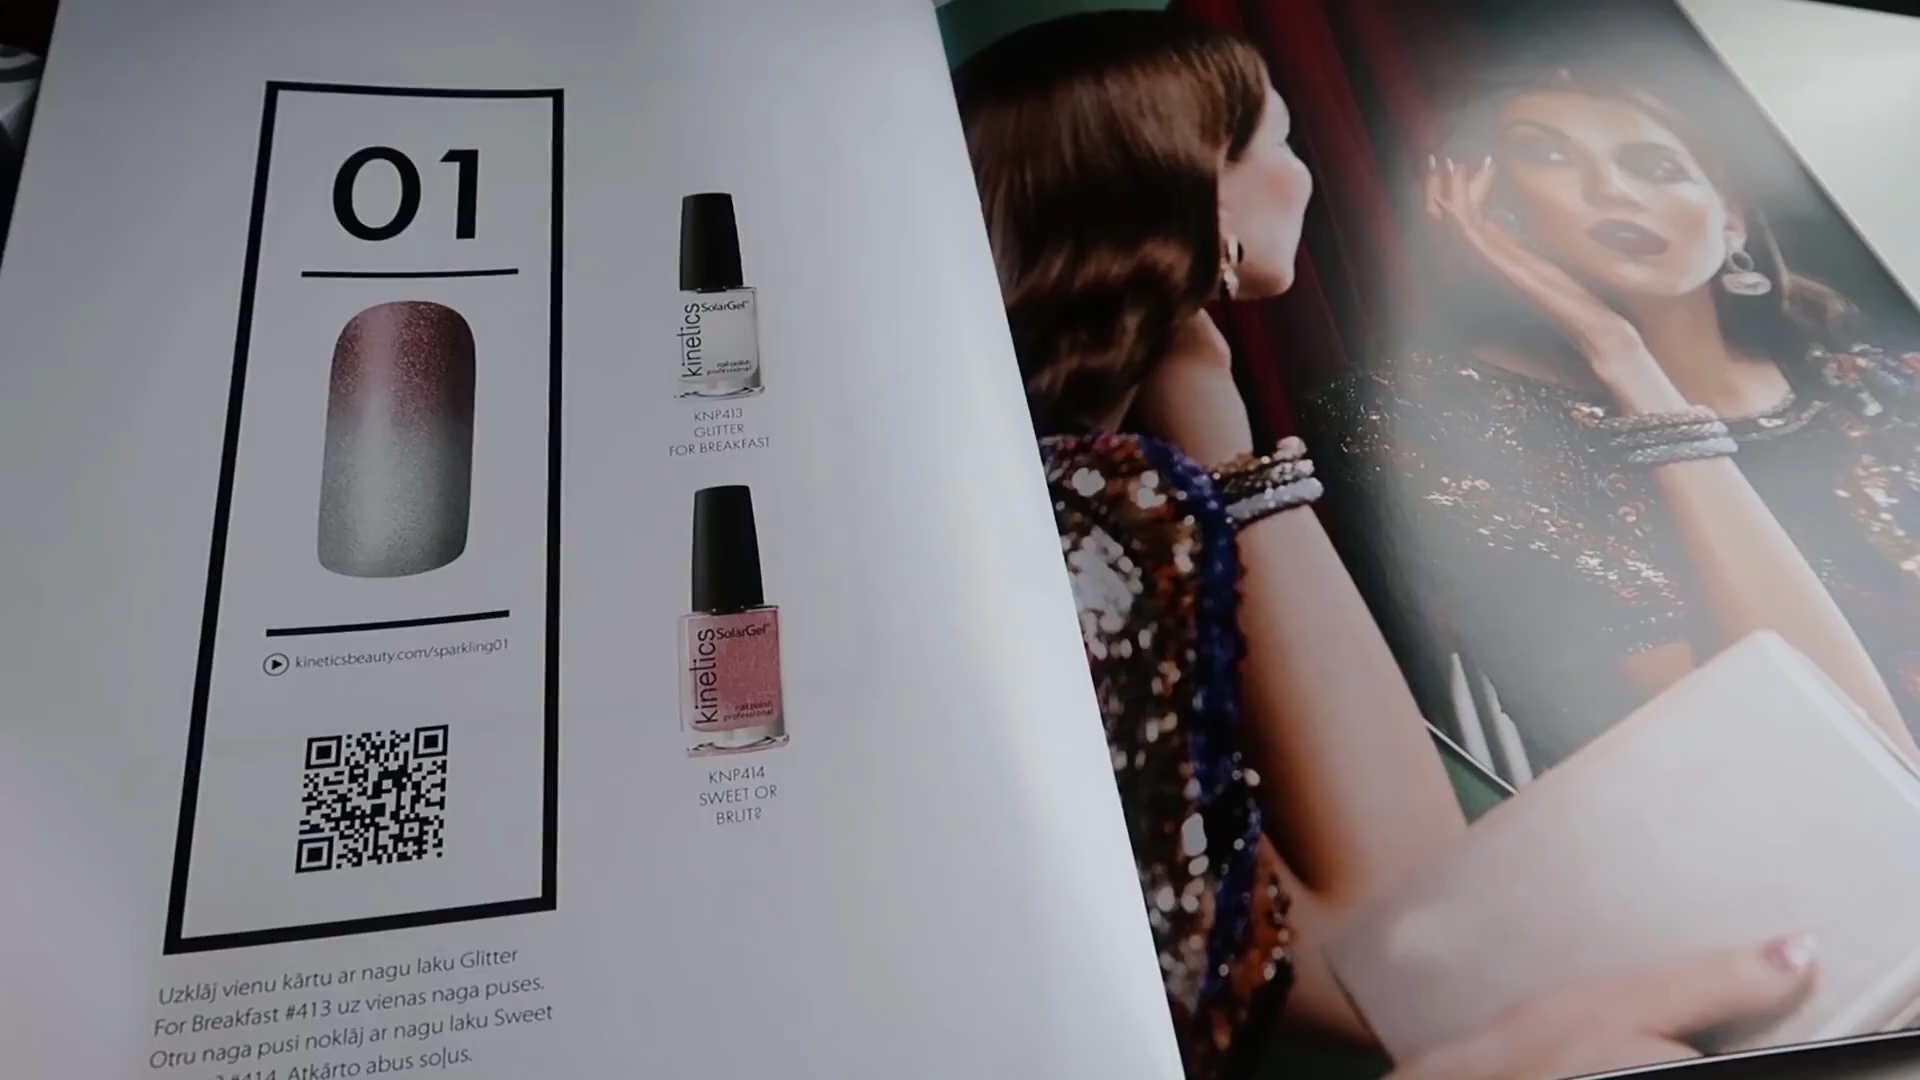 01
kineticsbeauty.com/sparkling01
Uzklāj vienu kārtu ar nagu laku Glitter
For Breakfast #413 uz vienas naga puses.
Otru naga pusi noklāj ar nagu laku Sweet
#414. Atkārto abus soļus.
kinetics
SolarGel™
nail polish
professional
KNP413
GLITTER
FOR BREAKFAST
kinetics
SolarGel™
nail polish
professional
KNP414
SWEET OR
BRUT?